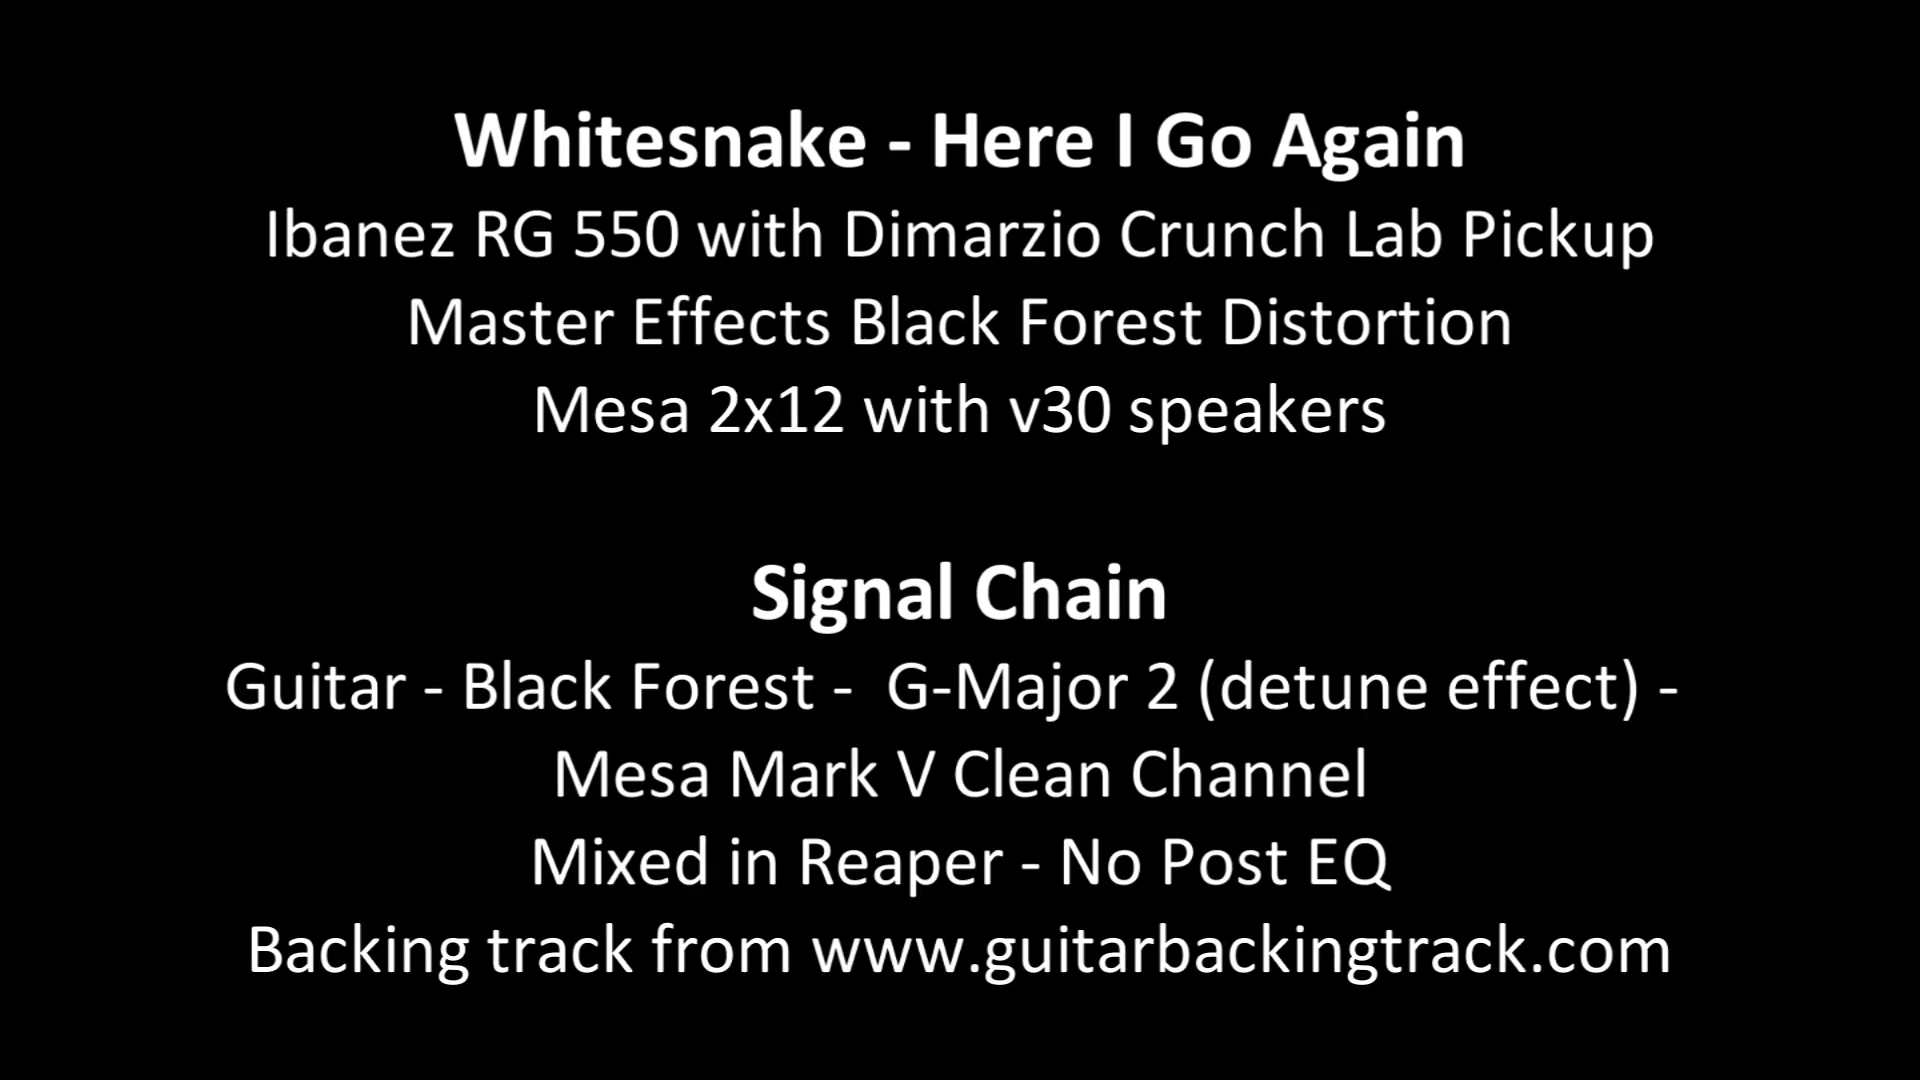 Whitesnake - Here I Go Again
Ibanez RG 550 with Dimarzio Crunch Lab Pickup
Master Effects Black Forest Distortion
Mesa 2x12 with v30 speakers
Signal Chain
Guitar - Black Forest -  G-Major 2 (detune effect) -
Mesa Mark V Clean Channel
Mixed in Reaper - No Post EQ
Backing track from www.guitarbackingtrack.com